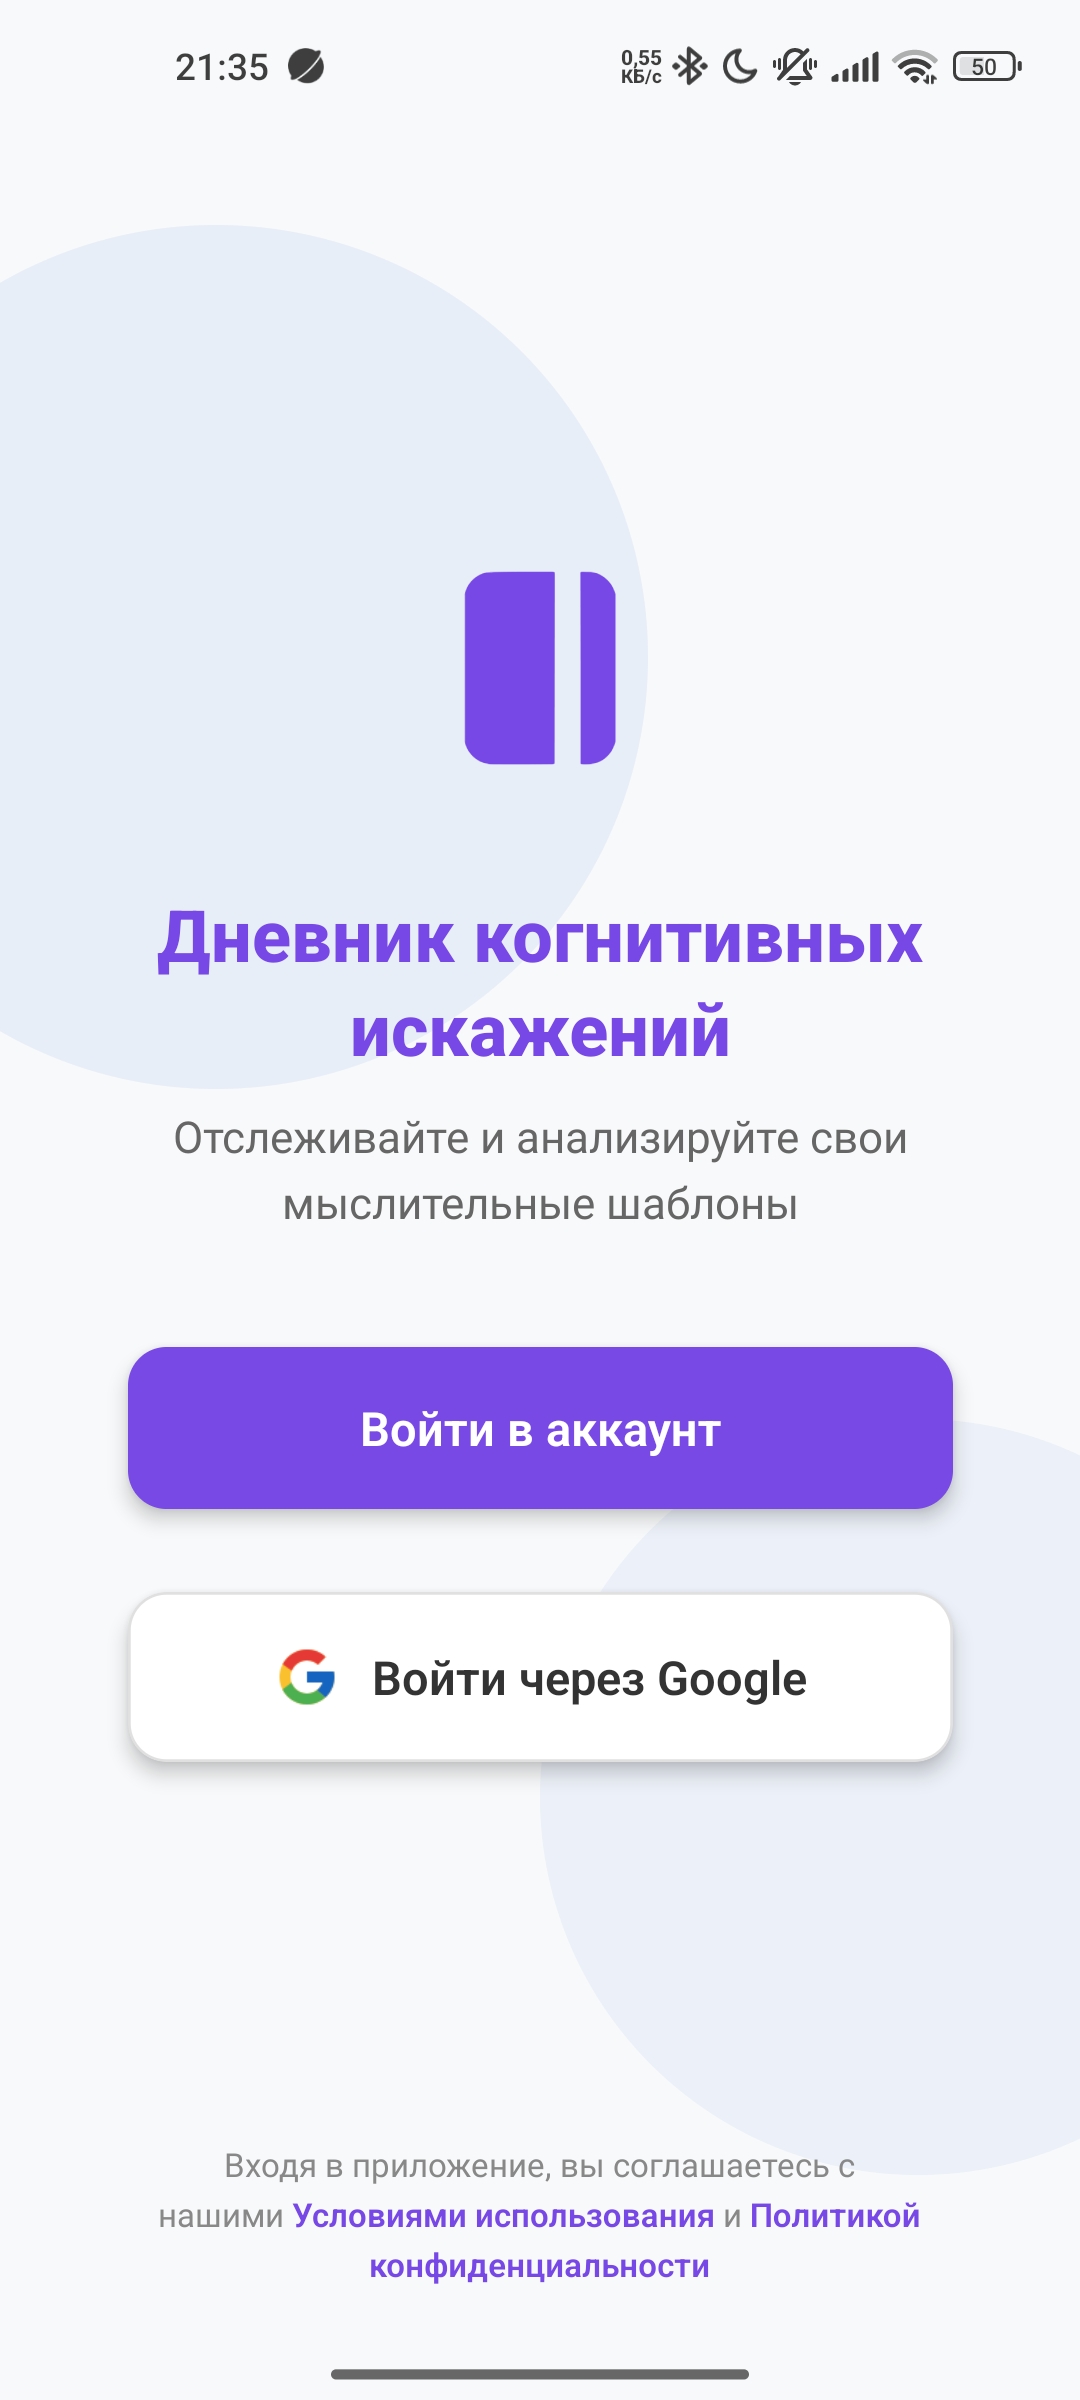 21:35
0,55
КБ/с
50
Дневник когнитивных
искажений
Отслеживайте и анализируйте свои
мыслительные шаблоны
Войти в аккаунт
Войти через Google
Входя в приложение, вы соглашаетесь с
нашими Условиями использования и Политикой
конфиденциальности